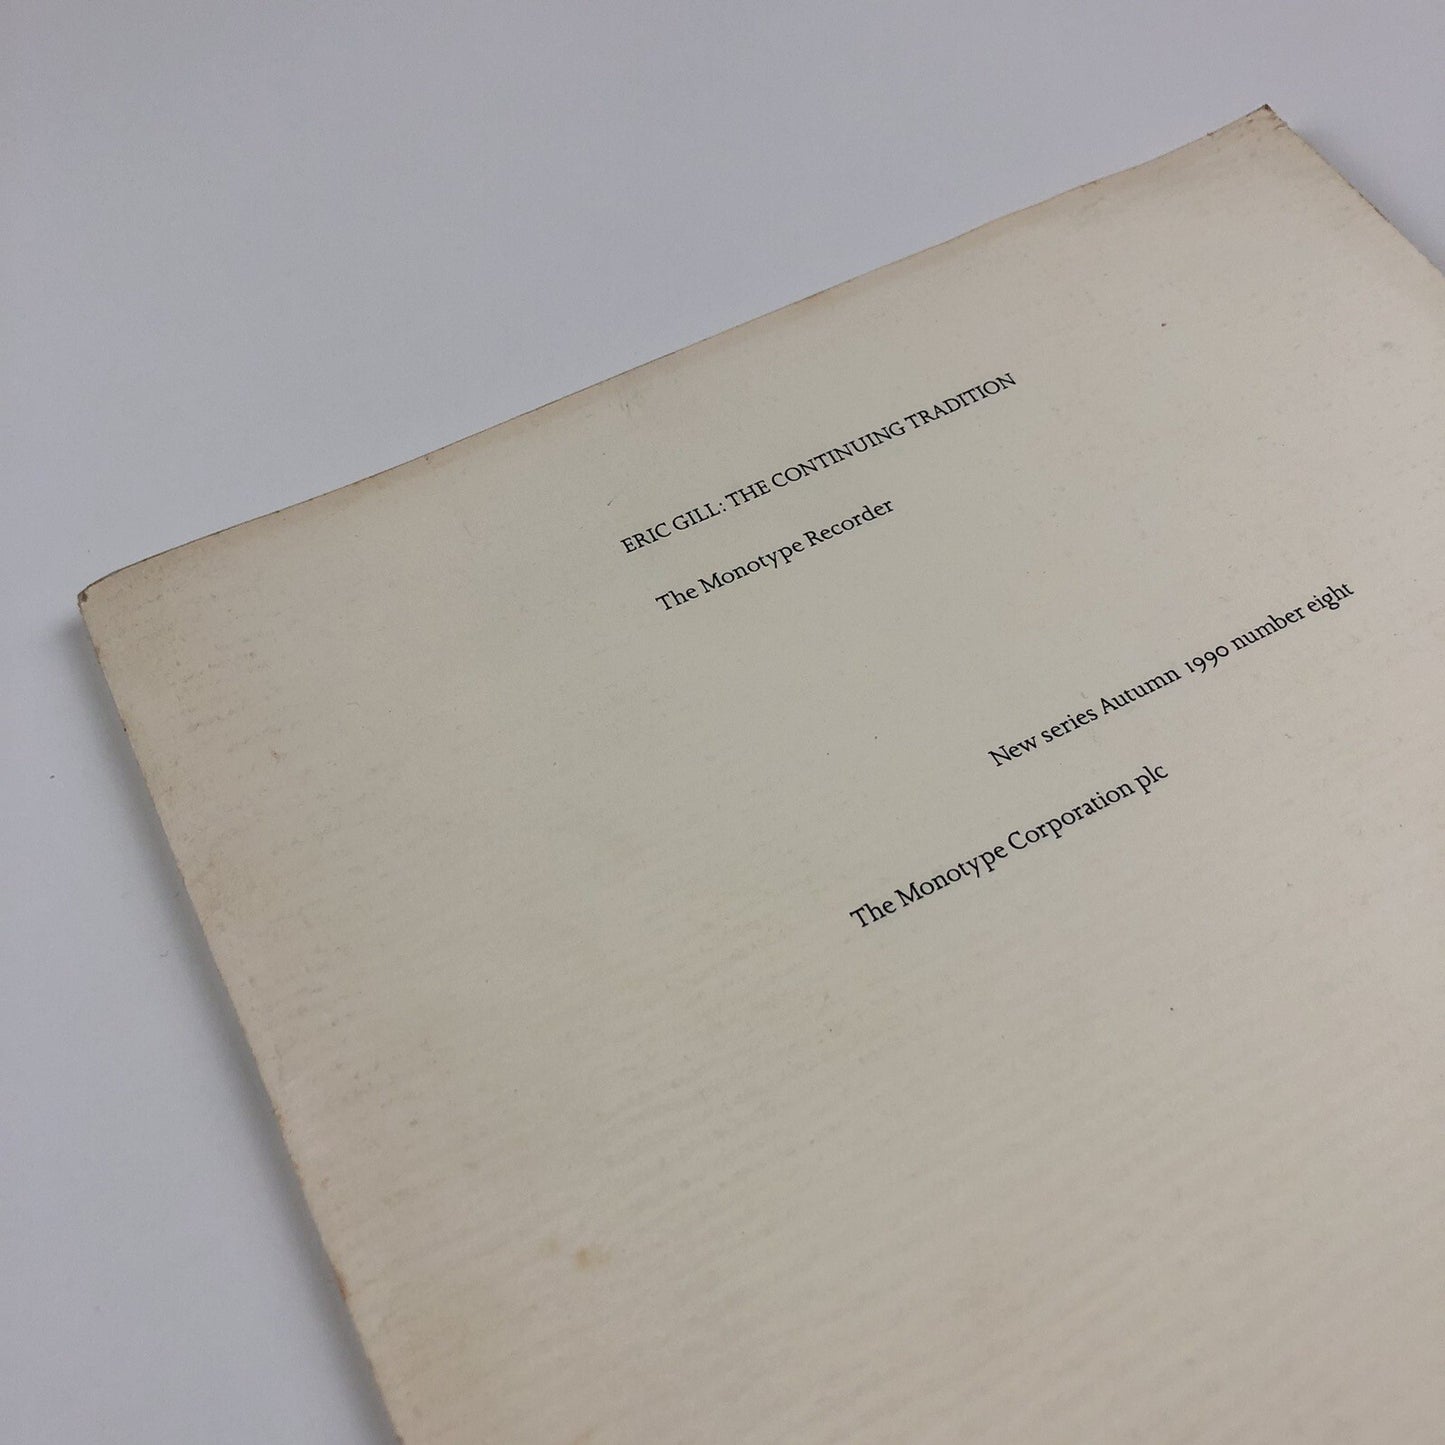 ERIC GILL: THE CONTINUING TRADITION
The Monotype Recorder
New series Autumn 1990 number eight
The Monotype Corporation plc